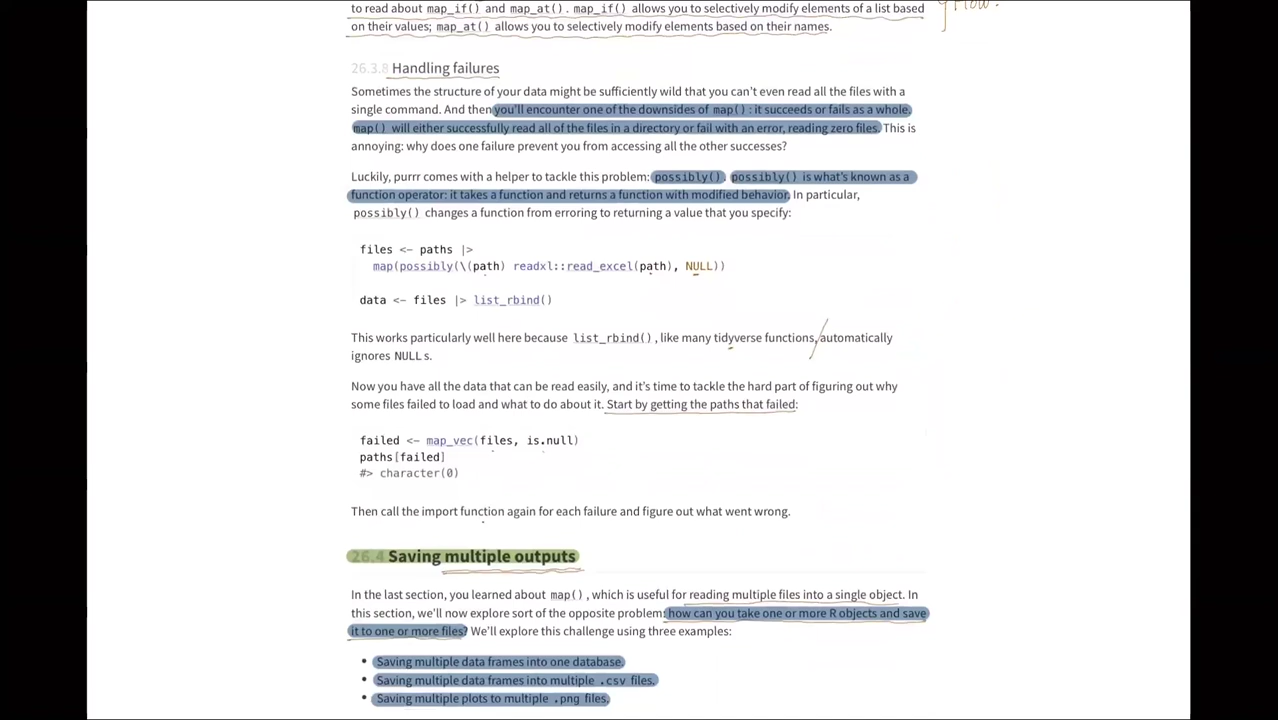 to read about map_if() and map_at(). map_if() allows you to selectively modify elements of a list based
on their values; map_at() allows you to selectively modify elements based on their names.
flow.
26.3.8 Handling failures
Sometimes the structure of your data might be sufficiently wild that you can't even read all the files with a
single command. And then you'll encounter one of the downsides of map(): it succeeds or fails as a whole.
map() will either successfully read all of the files in a directory or fail with an error, reading zero files. This is
annoying: why does one failure prevent you from accessing all the other successes?
Luckily, purrr comes with a helper to tackle this problem: possibly(). possibly() is what's known as a
function operator: it takes a function and returns a function with modified behavior. In particular,
possibly() changes a function from erroring to returning a value that you specify:
files <- paths |>
map(possibly(\(path) readxl::read_excel(path), NULL))
data <- files |> list_rbind()
This works particularly well here because list_rbind(), like many tidyverse functions, automatically
ignores NULLs.
Now you have all the data that can be read easily, and it's time to tackle the hard part of figuring out why
some files failed to load and what to do about it. Start by getting the paths that failed:
failed <- map_vec(files, is.null)
paths[failed]
#> character(0)
Then call the import function again for each failure and figure out what went wrong.
26.4 Saving multiple outputs
In the last section, you learned about map(), which is useful for reading multiple files into a single object. In
this section, we'll now explore sort of the opposite problem: how can you take one or more R objects and save
it to one or more files? We'll explore this challenge using three examples:
• Saving multiple data frames into one database.
• Saving multiple data frames into multiple .csv files.
• Saving multiple plots to multiple .png files.